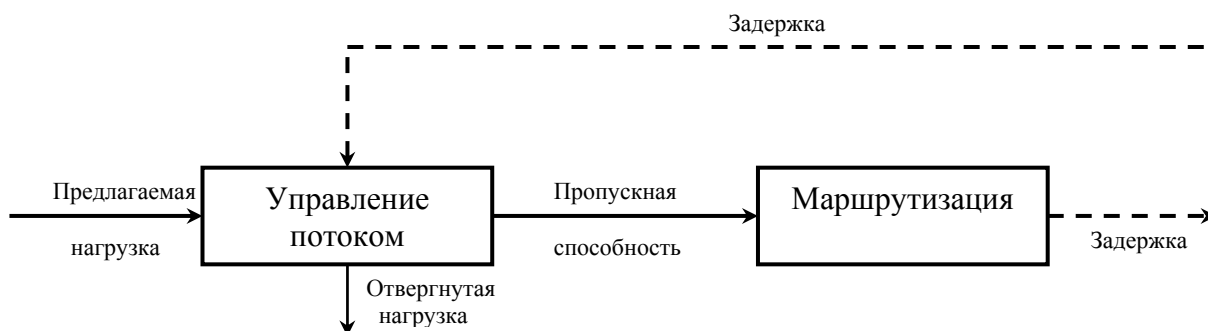 Задержка
Предлагаемая
нагрузка
Управление
потоком
Пропускная
способность
Маршрутизация
Задержка
Отвергнутая
нагрузка